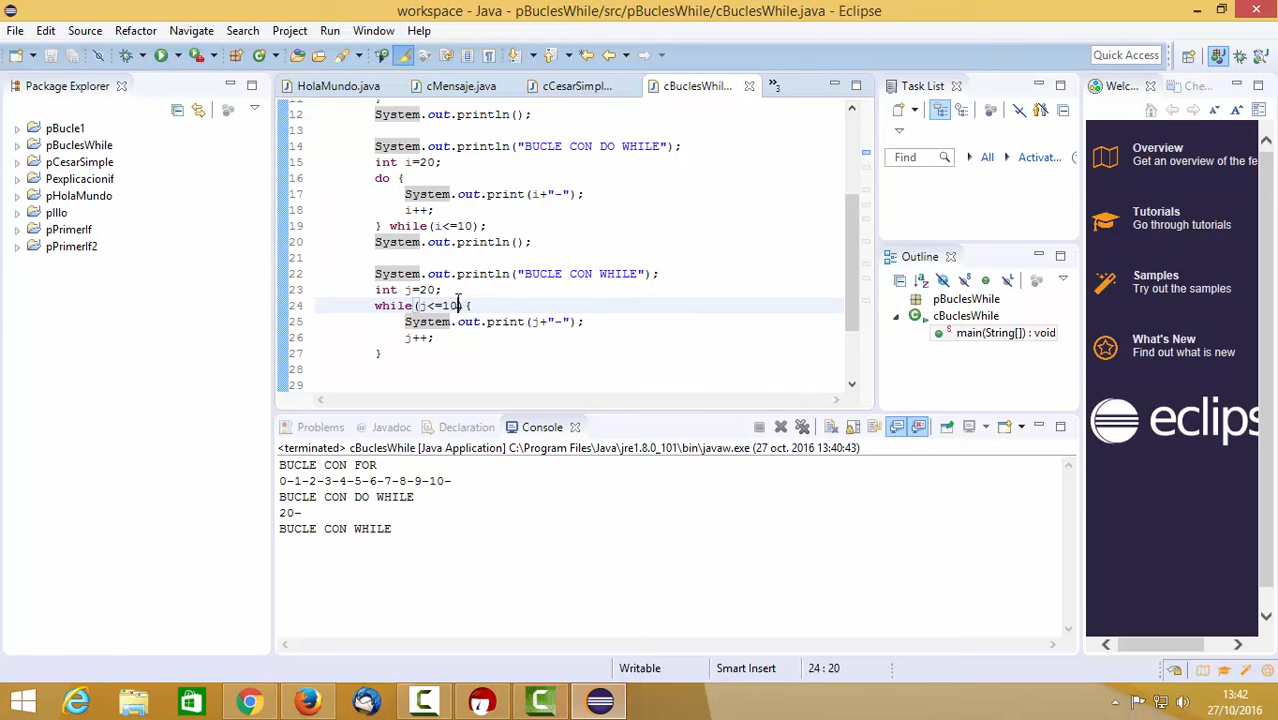 workspace - Java - pBuclesWhile/src/pBuclesWhile/cBuclesWhile.java - Eclipse
File Edit Source Refactor Navigate Search Project Run Window Help
Quick Access
Package Explorer
pBucle1
pBuclesWhile
pCesarSimple
Pexplicacionif
pHolaMundo
pIllo
pPrimerIf
pPrimerIf2
HolaMundo.java cMensaje.java cCesarSimpl... cBuclesWhil... »3
11 }
12 System.out.println();
13
14 System.out.println("BUCLE CON DO WHILE");
15 int i=20;
16 do {
17 System.out.print(i+"-");
18 i++;
19 } while(i<=10);
20 System.out.println();
21
22 System.out.println("BUCLE CON WHILE");
23 int j=20;
24 while(j<=10){
25 System.out.print(j+"-");
26 j++;
27 }
28
29
Task List
Find All Activat...
Outline
pBuclesWhile
cBuclesWhile
S main(String[]) : void
Welc... Che...
Overview
Get an overview of the fe
Tutorials
Go through tutorials
Samples
Try out the samples
What's New
Find out what is new
eclips
Problems Javadoc Declaration Console
<terminated> cBuclesWhile [Java Application] C:\Program Files\Java\jre1.8.0_101\bin\javaw.exe (27 oct. 2016 13:40:43)
BUCLE CON FOR
0-1-2-3-4-5-6-7-8-9-10-
BUCLE CON DO WHILE
20-
BUCLE CON WHILE
Writable Smart Insert 24 : 20
13:42
27/10/2016